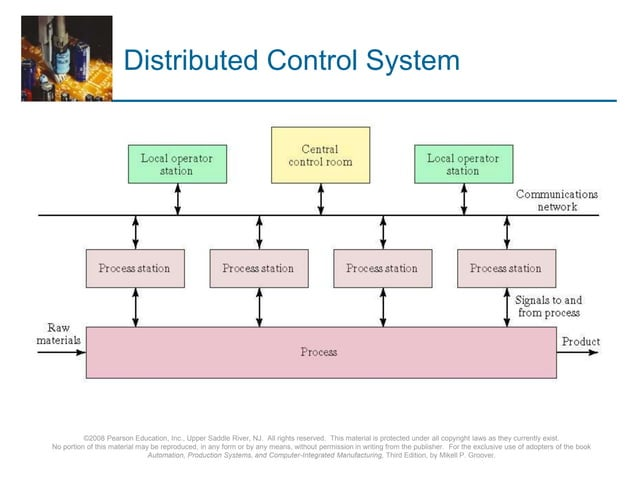 Distributed Control System
Local operator
station
Central
control room
Local operator
station
Communications
network
Process station
Process station
Process station
Process station
Signals to and
from process
Raw
materials
Process
Product
©2008 Pearson Education, Inc., Upper Saddle River, NJ. All rights reserved. This material is protected under all copyright laws as they currently exist.
No portion of this material may be reproduced, in any form or by any means, without permission in writing from the publisher. For the exclusive use of adopters of the book
Automation, Production Systems, and Computer-Integrated Manufacturing, Third Edition, by Mikell P. Groover.